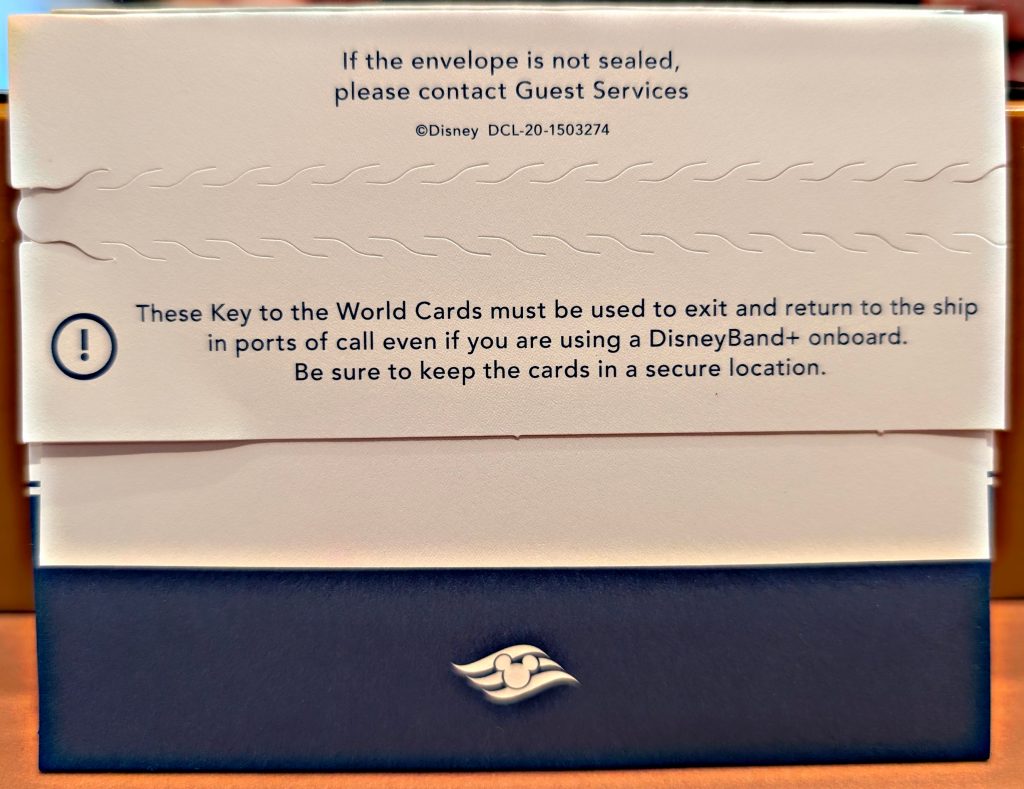 If the envelope is not sealed,
please contact Guest Services
©Disney DCL-20-1503274
These Key to the World Cards must be used to exit and return to the ship
in ports of call even if you are using a DisneyBand+ onboard.
Be sure to keep the cards in a secure location.